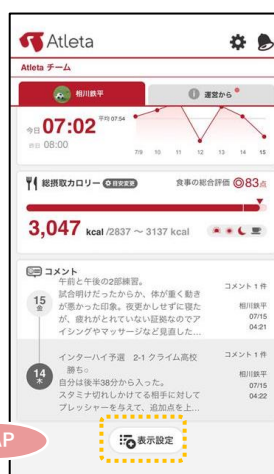 Atleta
Atleta チーム
相川鉄平
運営から
今日 07:02 平均 07:54
昨日 08:00
7/9 10 11 12 13 14 15
総摂取カロリー 目安変更 食事の総合評価 ◎83点
3,047 kcal /2837 ～ 3137 kcal
コメント
午前と午後の2部練習。
試合明けだったからか、体が重く動き
が悪かった印象。夜更かしせずに寝た
が、疲れがとれていない証拠なのでア
イシングやマッサージなど見直した...
15
金
コメント 1 件
相川鉄平
07/15
04:21
インターハイ予選 2-1 クライム高校
勝ち○
自分は後半38分から入った。
スタミナ切れしかけてる相手に対して
プレッシャーを与えて、追加点を上...
14
木
コメント 1 件
相川鉄平
07/15
04:22
AP
表示設定